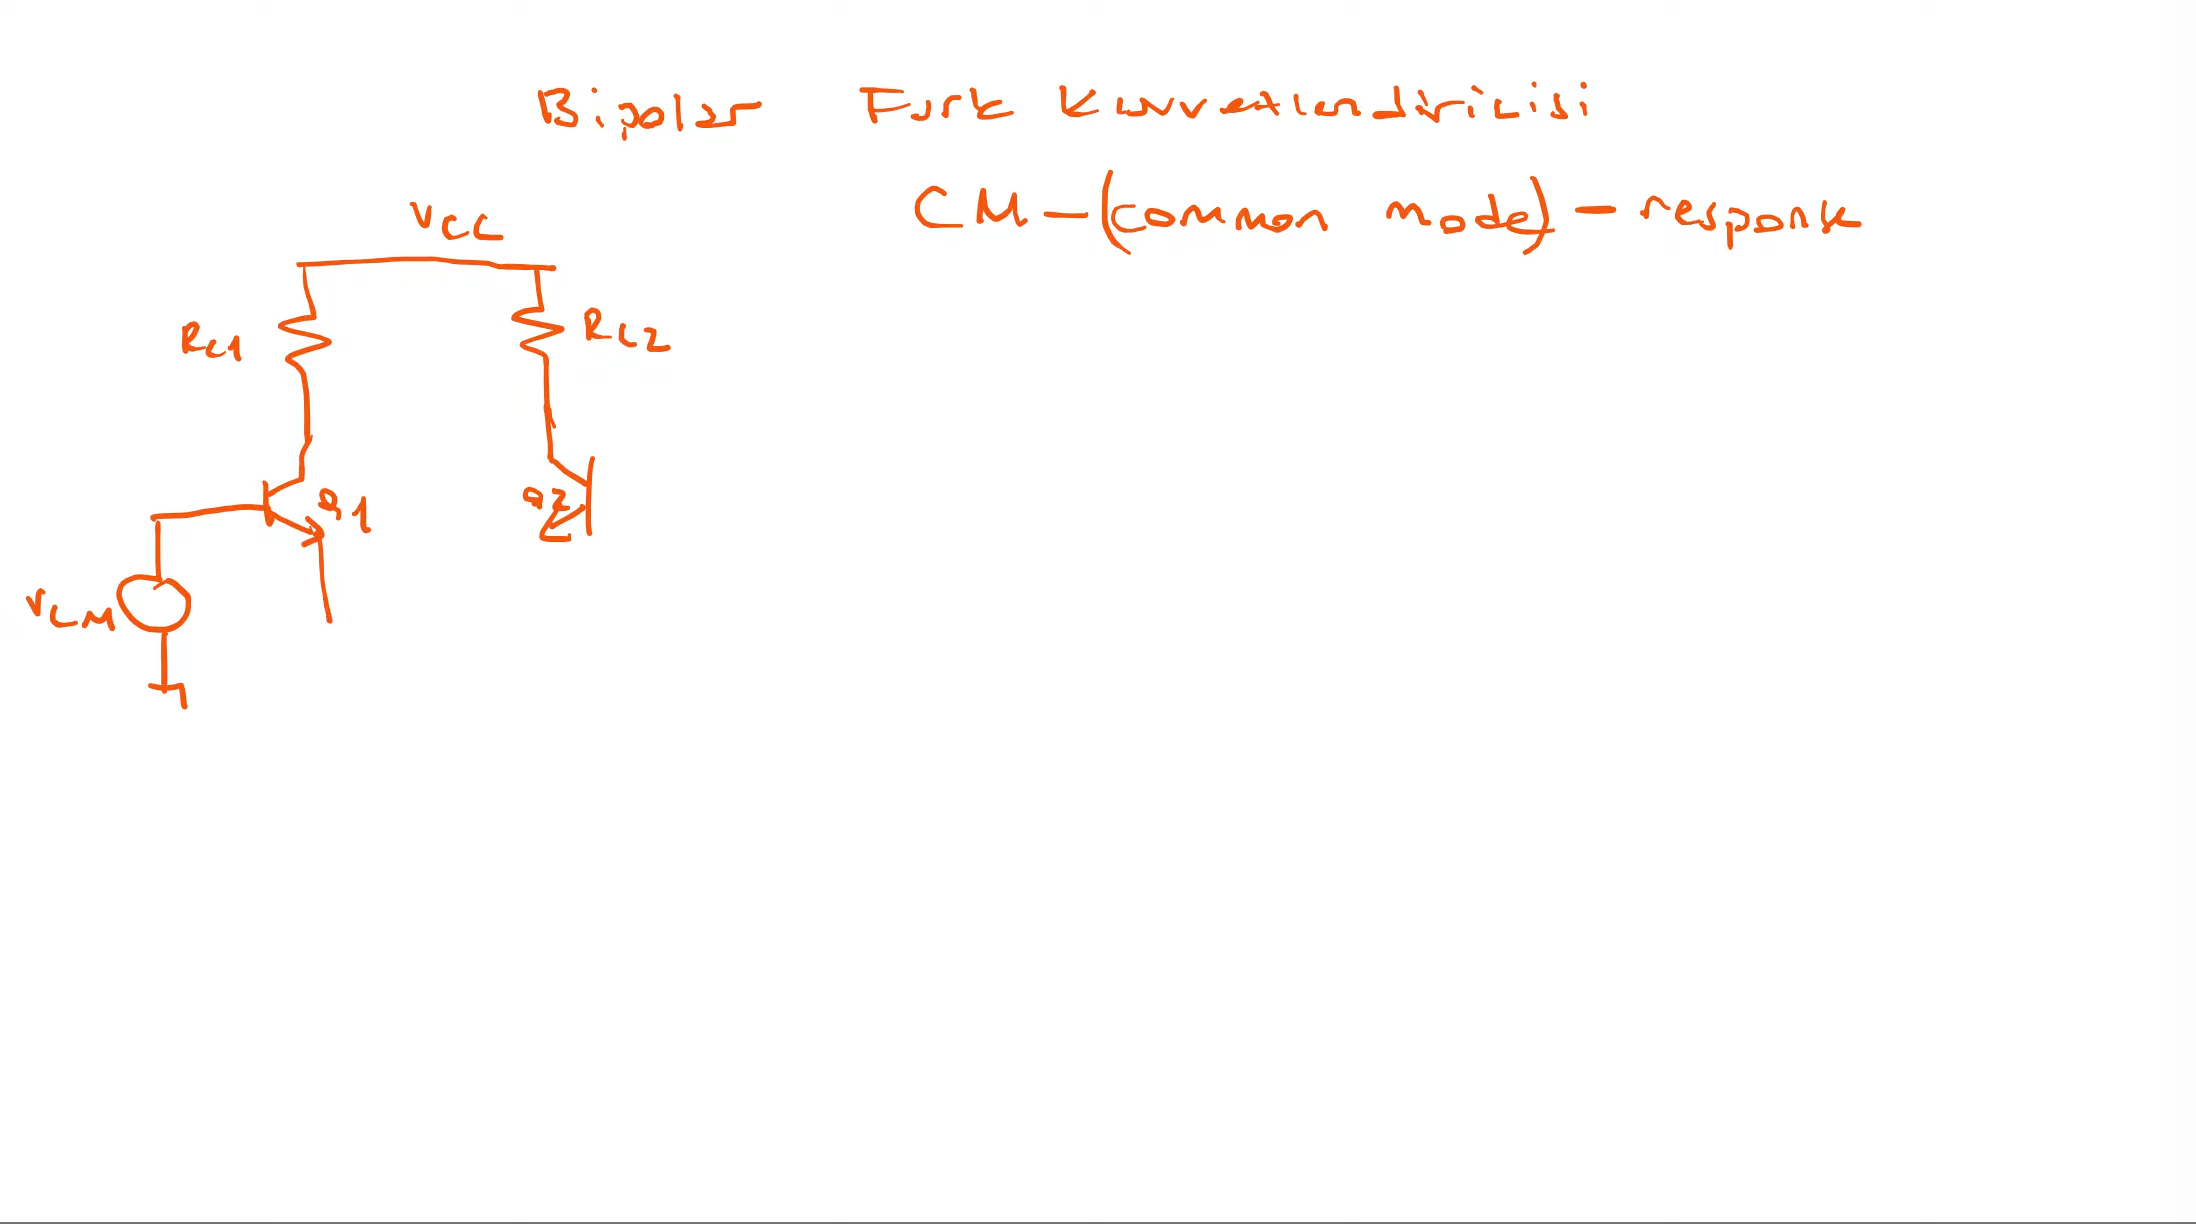 Bipolar Fark Kuvvetlendiricisi
CM-(common mode)-response
VCC
RC1
RC2
Q1
Q2
VCM